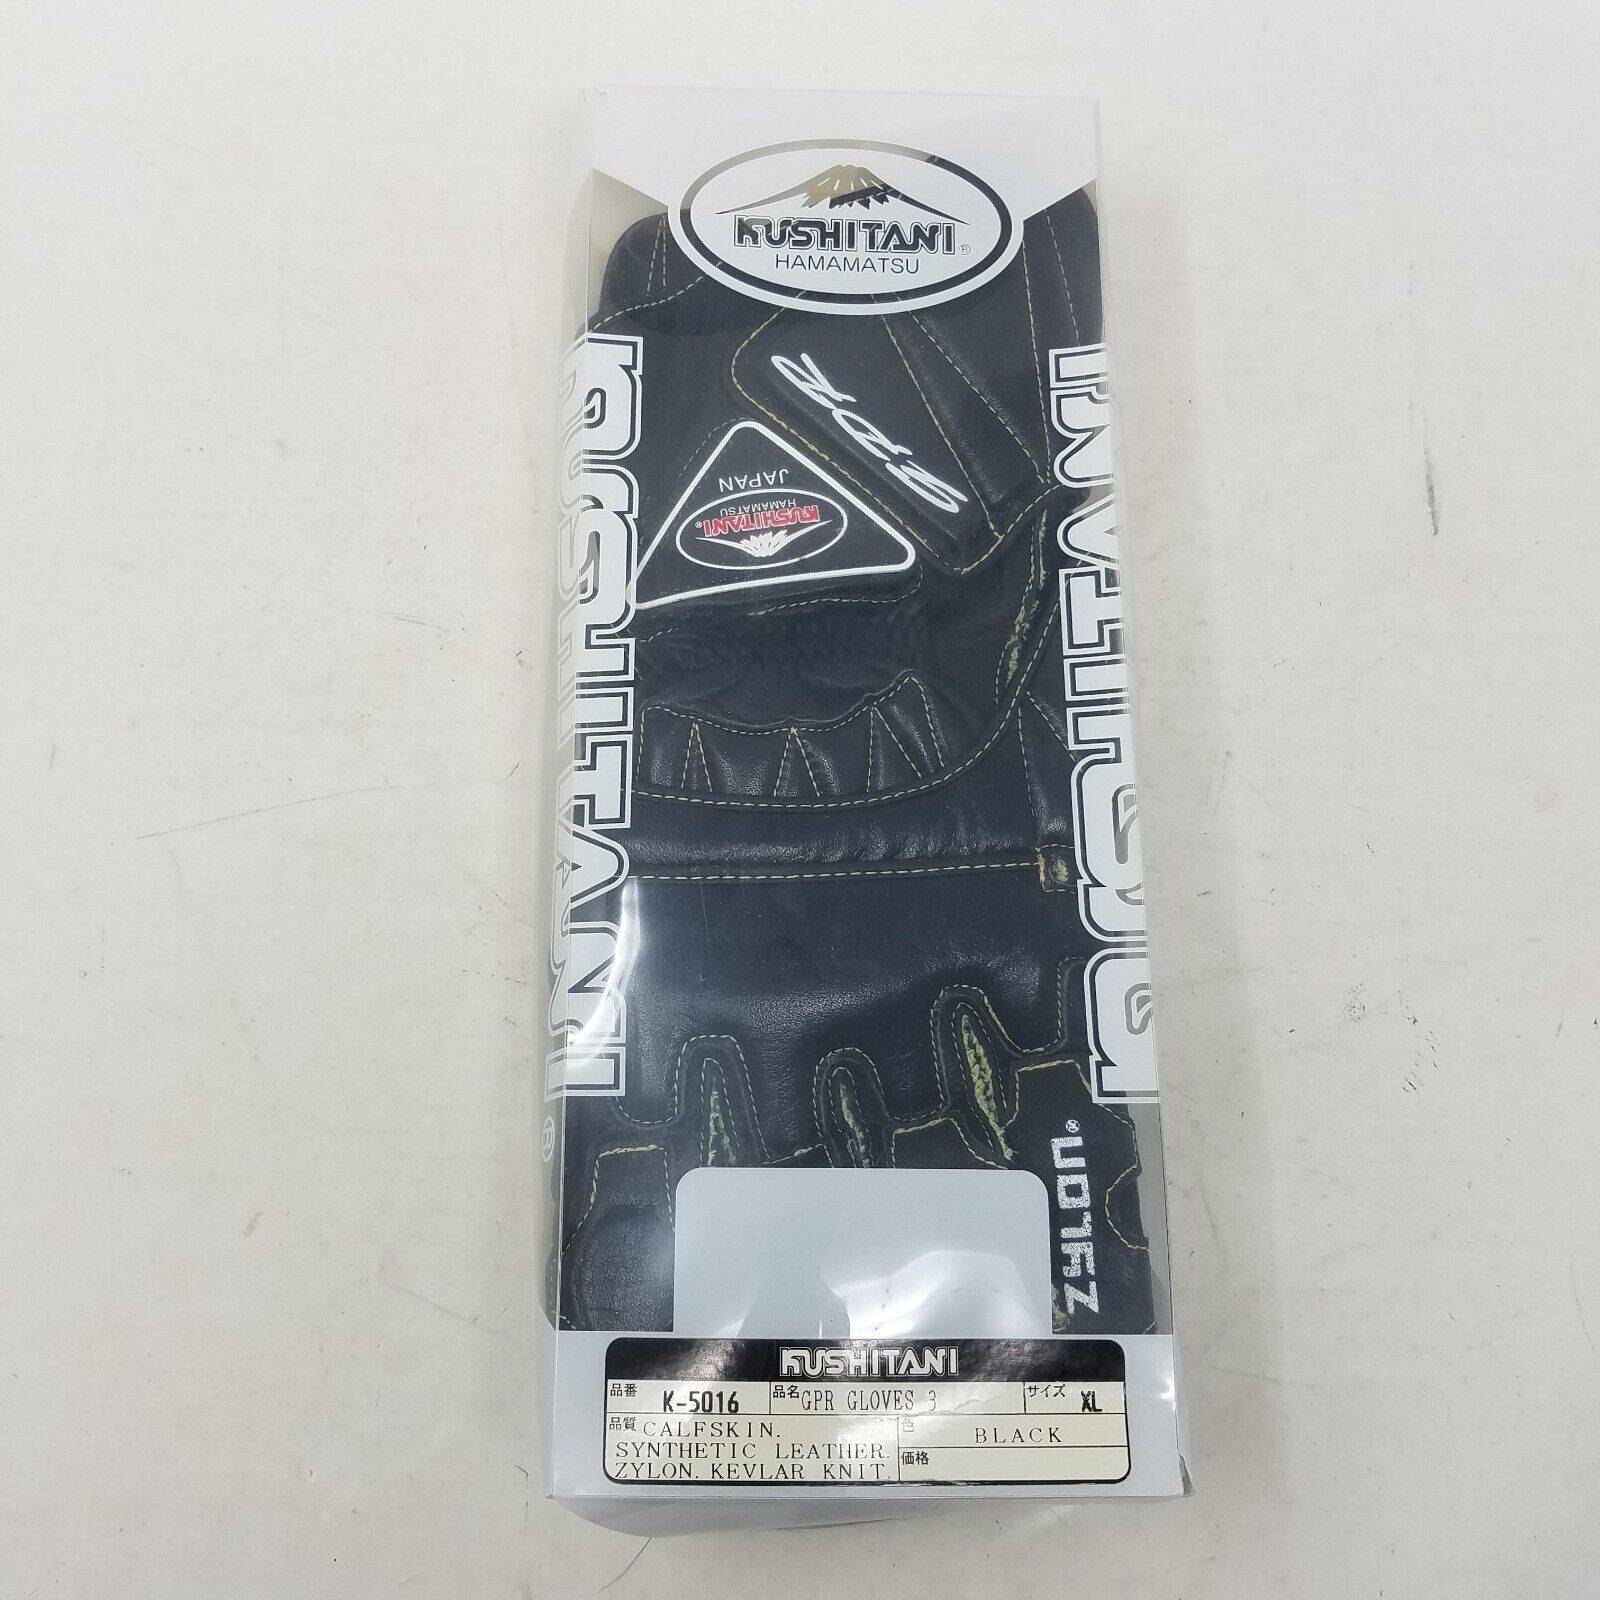 KUSHITANI®
HAMAMATSU
KUSHITANI®
KUSHITANI
GPR
JAPAN
HAMAMATSU
KUSHITANI®
ZYLON®
KUSHITANI
品番 K-5016 品名 GPR GLOVES 3 サイズ XL
品質 CALFSKIN. 色 BLACK
SYNTHETIC LEATHER. 価格
ZYLON. KEVLAR KNIT.